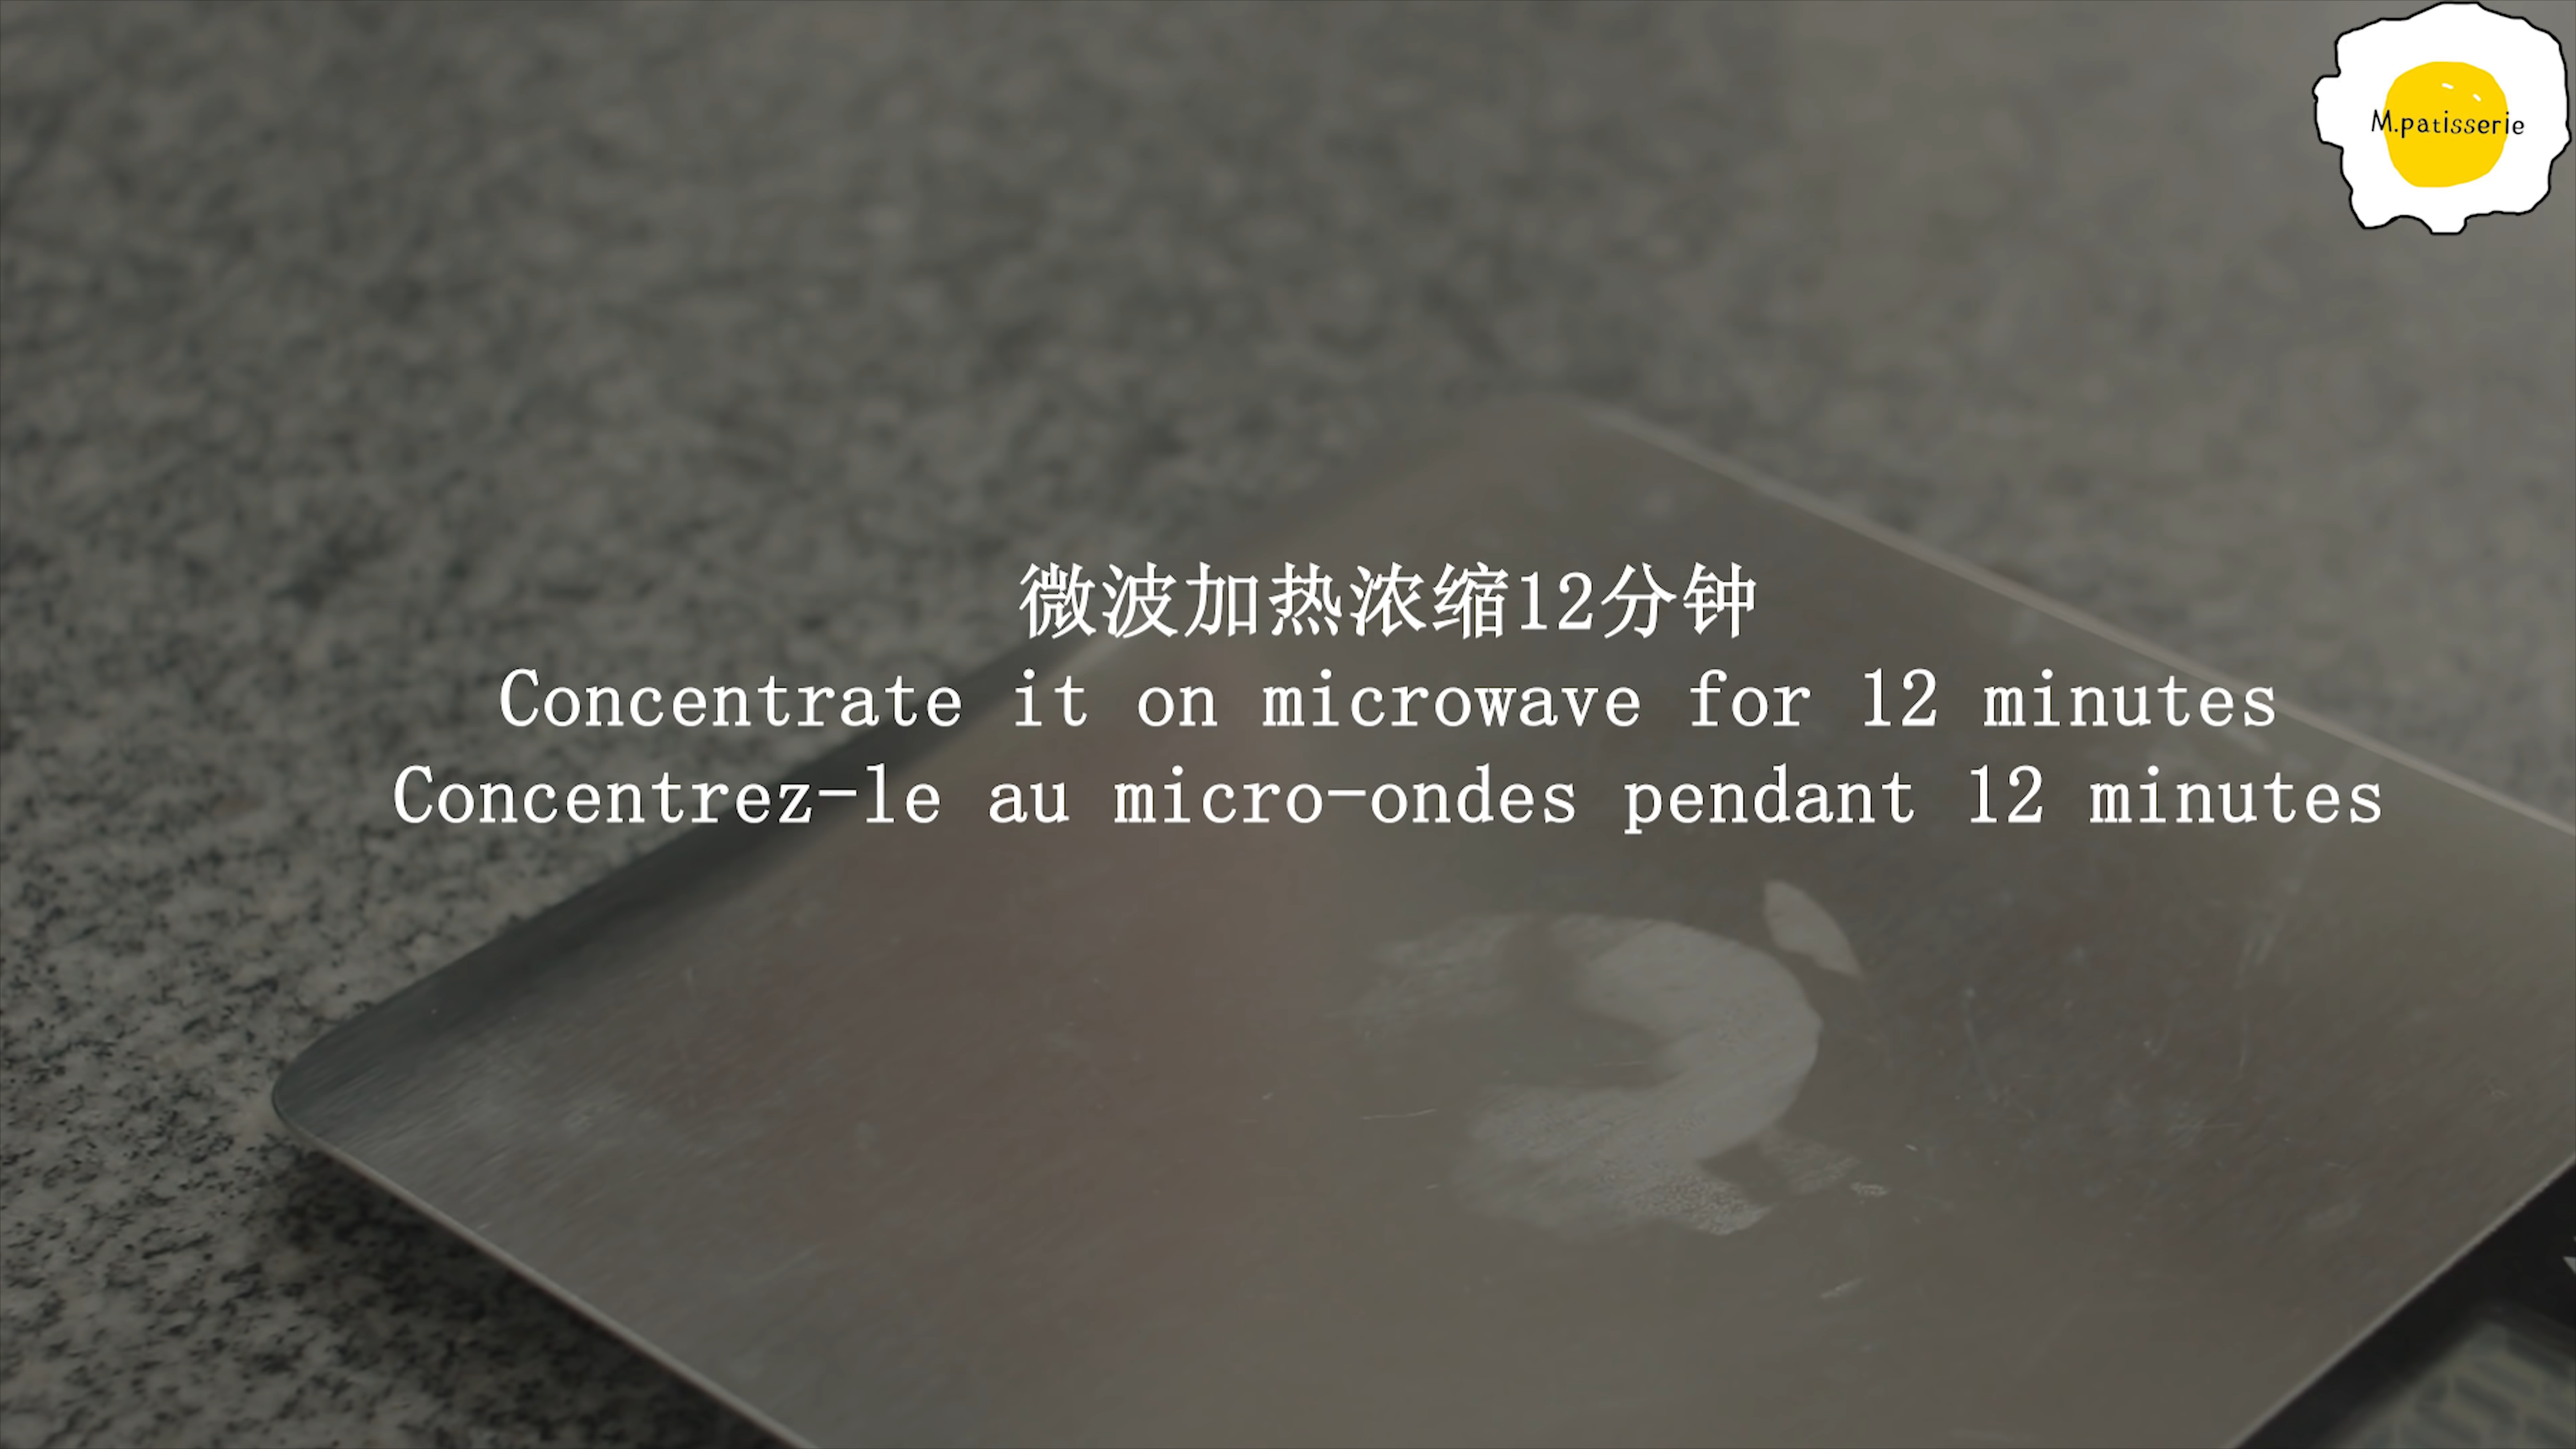 M.patisserie
微波加热浓缩12分钟
Concentrate it on microwave for 12 minutes
Concentrez-le au micro-ondes pendant 12 minutes